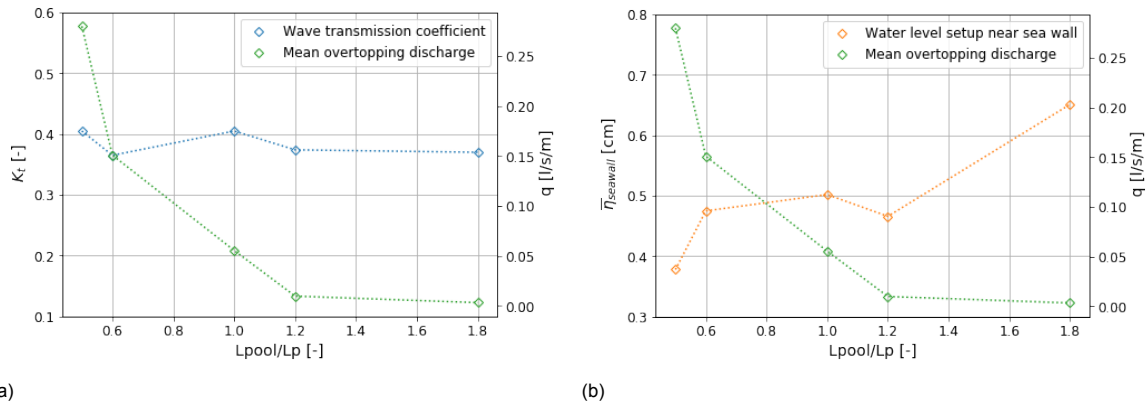 Wave transmission coefficient
Mean overtopping discharge
0.6
0.5
0.4
0.3
0.2
0.1
K_t [-]
0.25
0.20
0.15
0.10
0.05
0.00
q [l/s/m]
0.6 0.8 1.0 1.2 1.4 1.6 1.8
Lpool/Lp [-]
a)
Water level setup near sea wall
Mean overtopping discharge
0.8
0.7
0.6
0.5
0.4
0.3
η̅_seawall [cm]
0.25
0.20
0.15
0.10
0.05
0.00
q [l/s/m]
0.6 0.8 1.0 1.2 1.4 1.6 1.8
Lpool/Lp [-]
(b)